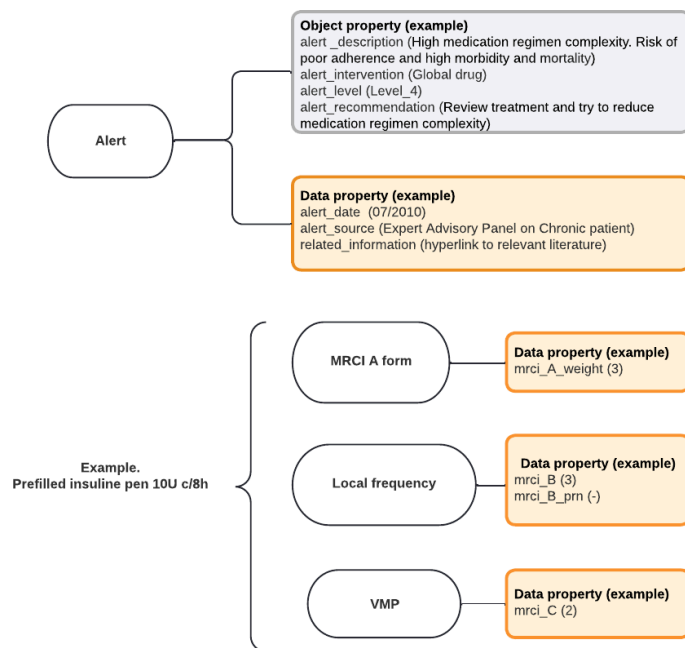 Object property (example)
alert _description (High medication regimen complexity. Risk of
poor adherence and high morbidity and mortality)
alert_intervention (Global drug)
alert_level (Level_4)
alert_recommendation (Review treatment and try to reduce
medication regimen complexity)
Alert
Data property (example)
alert_date (07/2010)
alert_source (Expert Advisory Panel on Chronic patient)
related_information (hyperlink to relevant literature)
MRCI A form
Data property (example)
mrci_A_weight (3)
Example.
Prefilled insuline pen 10U c/8h
Local frequency
Data property (example)
mrci_B (3)
mrci_B_prn (-)
VMP
Data property (example)
mrci_C (2)